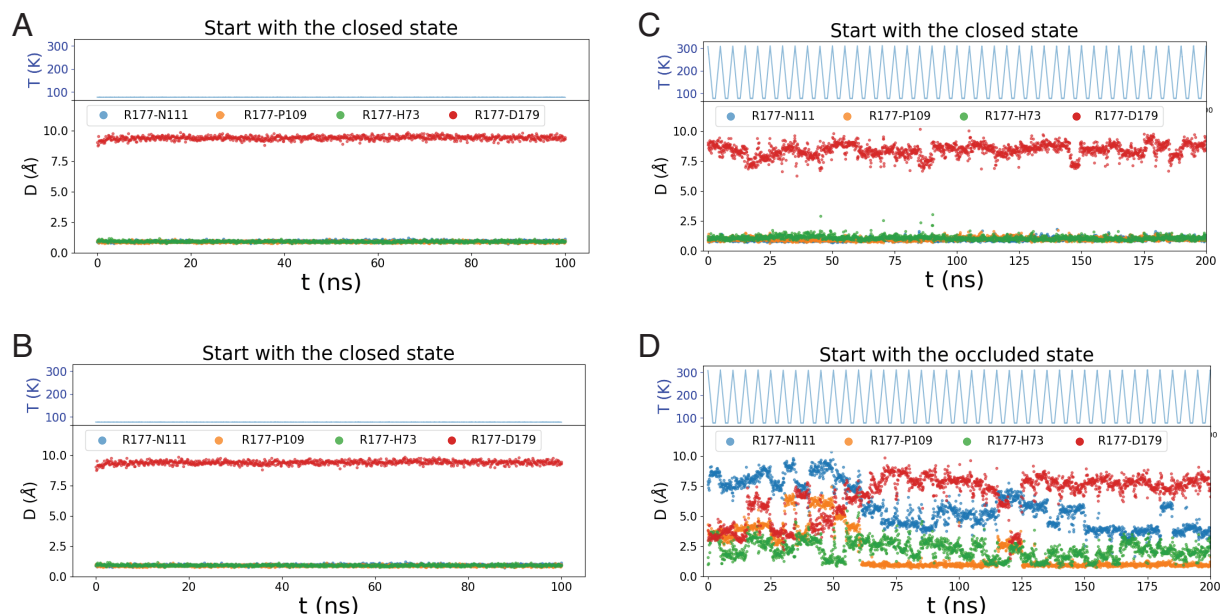 A
Start with the closed state
T (K)
300
200
100
R177-N111 R177-P109 R177-H73 R177-D179
D (Å)
10.0
7.5
5.0
2.5
0.0
0 20 40 60 80 100
t (ns)
B
Start with the closed state
T (K)
300
200
100
R177-N111 R177-P109 R177-H73 R177-D179
D (Å)
10.0
7.5
5.0
2.5
0.0
0 20 40 60 80 100
t (ns)
C
Start with the closed state
T (K)
300
200
100
R177-N111 R177-P109 R177-H73 R177-D179
D (Å)
10.0
7.5
5.0
2.5
0.0
0 25 50 75 100 125 150 175 200
t (ns)
D
Start with the occluded state
T (K)
300
200
100
R177-N111 R177-P109 R177-H73 R177-D179
D (Å)
10.0
7.5
5.0
2.5
0.0
0 25 50 75 100 125 150 175 200
t (ns)